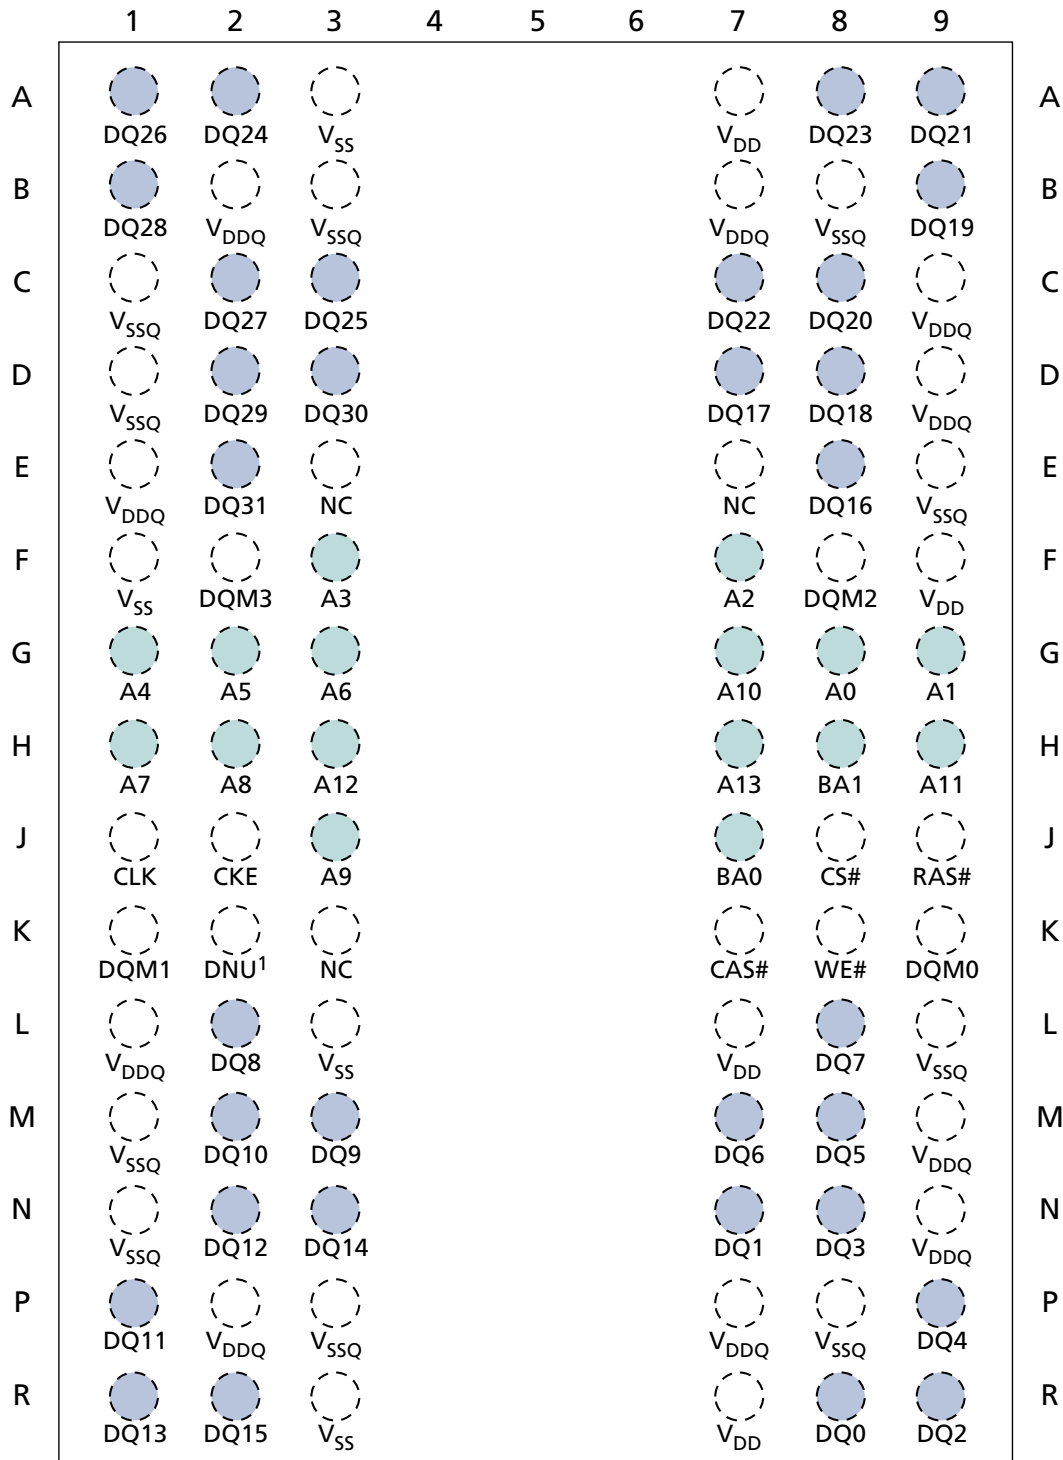 1 2 3 4 5 6 7 8 9
A A
DQ26 DQ24 VSS VDD DQ23 DQ21
B B
DQ28 VDDQ VSSQ VDDQ VSSQ DQ19
C C
VSSQ DQ27 DQ25 DQ22 DQ20 VDDQ
D D
VSSQ DQ29 DQ30 DQ17 DQ18 VDDQ
E E
VDDQ DQ31 NC NC DQ16 VSSQ
F F
VSS DQM3 A3 A2 DQM2 VDD
G G
A4 A5 A6 A10 A0 A1
H H
A7 A8 A12 A13 BA1 A11
J J
CLK CKE A9 BA0 CS# RAS#
K K
DQM1 DNU¹ NC CAS# WE# DQM0
L L
VDDQ DQ8 VSS VDD DQ7 VSSQ
M M
VSSQ DQ10 DQ9 DQ6 DQ5 VDDQ
N N
VSSQ DQ12 DQ14 DQ1 DQ3 VDDQ
P P
DQ11 VDDQ VSSQ VDDQ VSSQ DQ4
R R
DQ13 DQ15 VSS VDD DQ0 DQ2